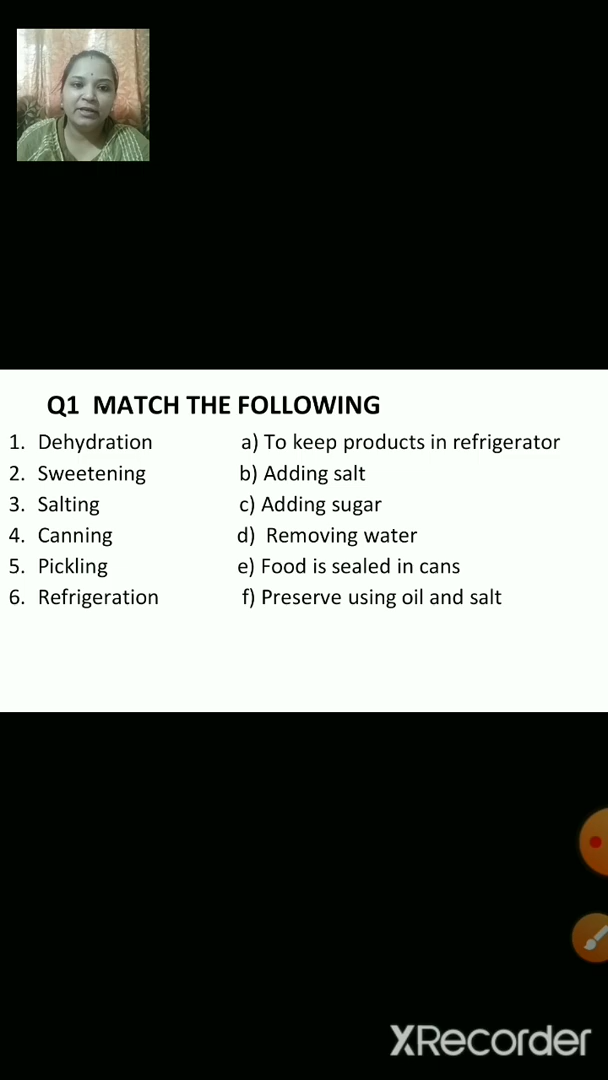 Q1 MATCH THE FOLLOWING
1. Dehydration a) To keep products in refrigerator
2. Sweetening b) Adding salt
3. Salting c) Adding sugar
4. Canning d) Removing water
5. Pickling e) Food is sealed in cans
6. Refrigeration f) Preserve using oil and salt
XRecorder